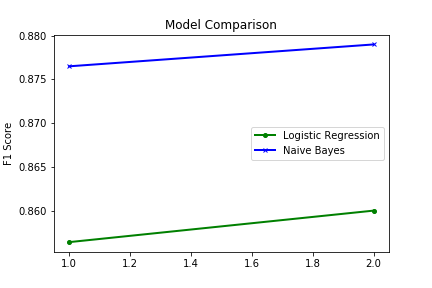 Model Comparison
0.880
0.875
0.870
0.865
0.860
F1 Score
Logistic Regression
Naive Bayes
1.0 1.2 1.4 1.6 1.8 2.0